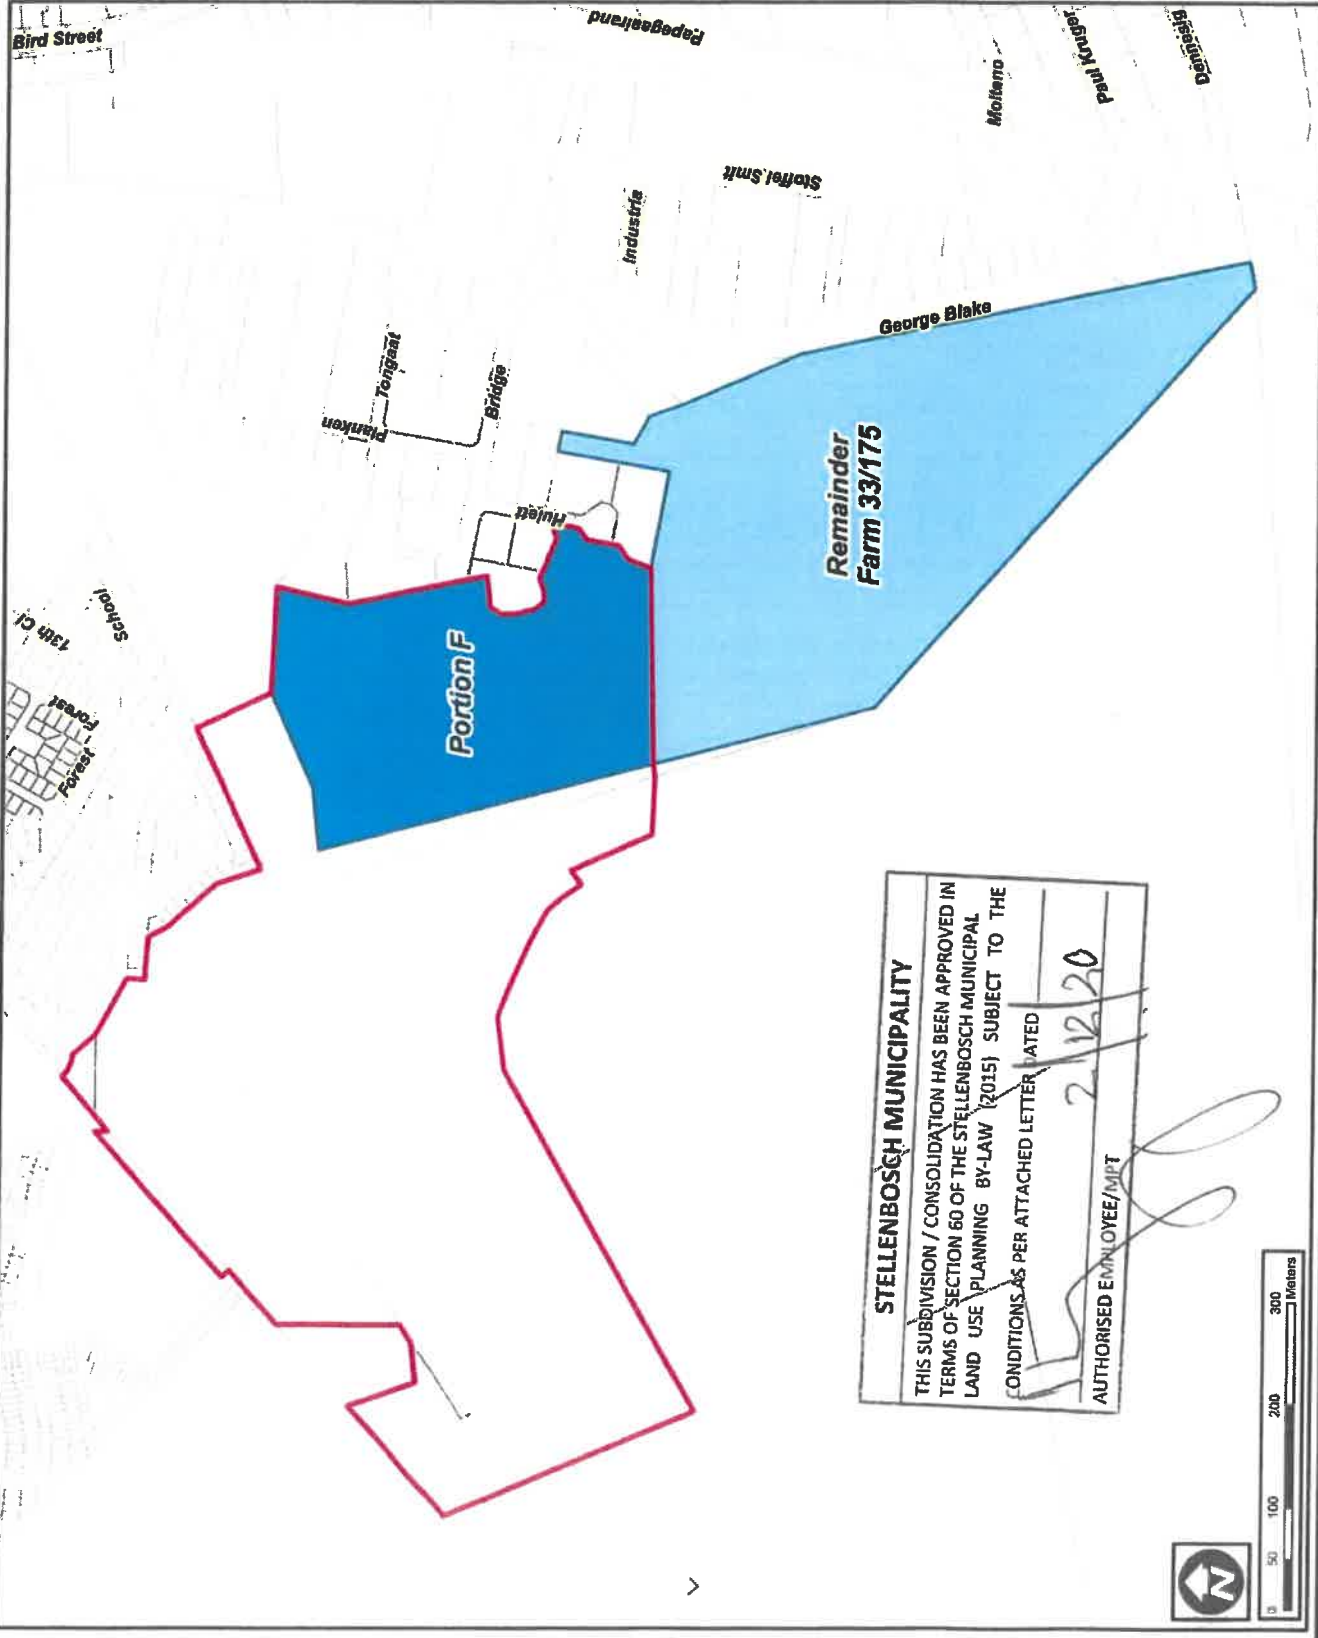 Bird Street
Papegaairand
Molteno
Paul Kruger
Dennesig
Stoffel Smit
Industria
George Blake
Tongaat
Planken
Bridge
Hulett
School
13th Cl
Forest
Forest
Portion F
Remainder
Farm 33/175
STELLENBOSCH MUNICIPALITY
THIS SUBDIVISION / CONSOLIDATION HAS BEEN APPROVED IN
TERMS OF SECTION 60 OF THE STELLENBOSCH MUNICIPAL
LAND USE PLANNING BY-LAW (2015) SUBJECT TO THE
CONDITIONS AS PER ATTACHED LETTER DATED
2/12/20
AUTHORISED EMPLOYEE/MPT
N
0 50 100 200 300
Meters